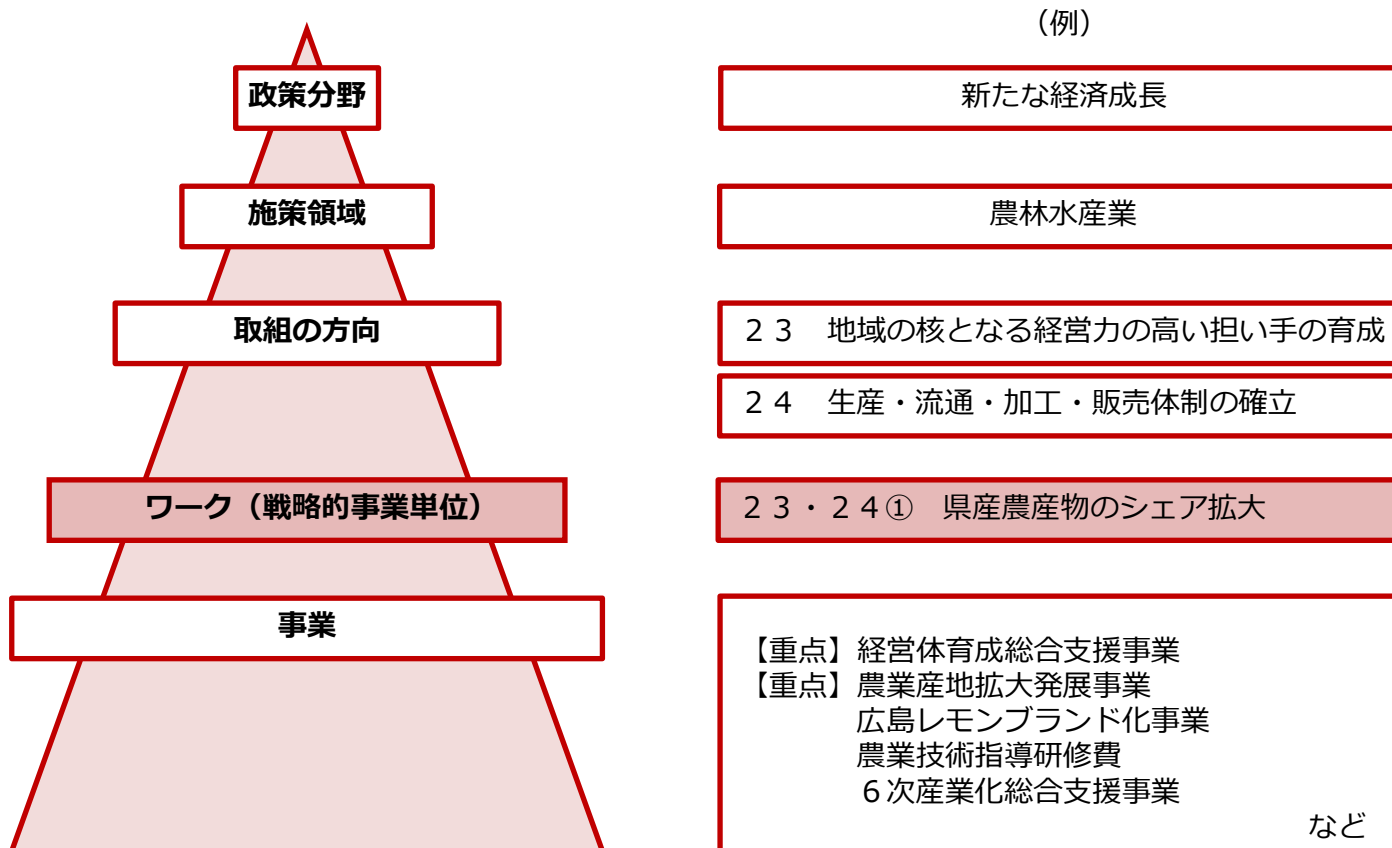 （例）
政策分野
新たな経済成長
施策領域
農林水産業
取組の方向
２３　地域の核となる経営力の高い担い手の育成
２４　生産・流通・加工・販売体制の確立
ワーク（戦略的事業単位）
２３・２４①　県産農産物のシェア拡大
事業
【重点】経営体育成総合支援事業
【重点】農業産地拡大発展事業
広島レモンブランド化事業
農業技術指導研修費
６次産業化総合支援事業
など